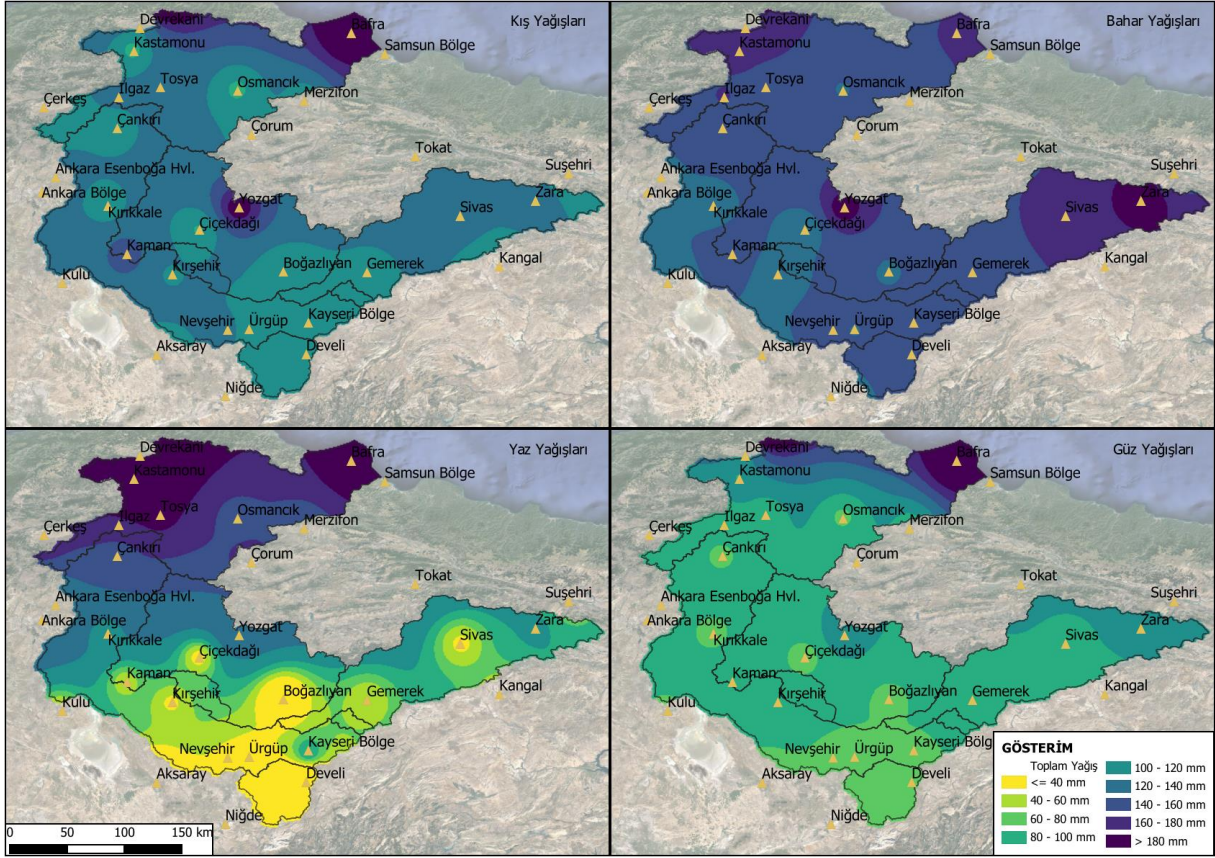 Kış Yağışları
Devrekani
Bafra
Kastamonu
Samsun Bölge
Tosya
Osmancık
Ilgaz
Merzifon
Çerkeş
Çankırı
Çorum
Tokat
Ankara Esenboğa Hvl.
Suşehri
Ankara Bölge
Yozgat
Zara
Kırıkkale
Çiçekdağı
Sivas
Kaman
Kulu
Kırşehir
Boğazlıyan
Gemerek
Kangal
Nevşehir
Ürgüp
Kayseri Bölge
Aksaray
Develi
Niğde
Bahar Yağışları
Devrekani
Bafra
Kastamonu
Samsun Bölge
Tosya
Osmancık
Ilgaz
Merzifon
Çerkeş
Çankırı
Çorum
Tokat
Ankara Esenboğa Hvl.
Suşehri
Ankara Bölge
Yozgat
Zara
Kırıkkale
Çiçekdağı
Sivas
Kaman
Kulu
Kırşehir
Boğazlıyan
Gemerek
Kangal
Nevşehir
Ürgüp
Kayseri Bölge
Aksaray
Develi
Niğde
Yaz Yağışları
Devrekani
Bafra
Kastamonu
Samsun Bölge
Tosya
Osmancık
Ilgaz
Merzifon
Çerkeş
Çankırı
Çorum
Tokat
Ankara Esenboğa Hvl.
Suşehri
Ankara Bölge
Yozgat
Zara
Kırıkkale
Çiçekdağı
Sivas
Kaman
Kulu
Kırşehir
Boğazlıyan
Gemerek
Kangal
Nevşehir
Ürgüp
Kayseri Bölge
Aksaray
Develi
Niğde
0 50 100 150 km
Güz Yağışları
Devrekani
Bafra
Kastamonu
Samsun Bölge
Tosya
Osmancık
Ilgaz
Merzifon
Çerkeş
Çankırı
Çorum
Tokat
Ankara Esenboğa Hvl.
Suşehri
Ankara Bölge
Yozgat
Zara
Kırıkkale
Çiçekdağı
Sivas
Kaman
Kulu
Kırşehir
Boğazlıyan
Gemerek
Kangal
Nevşehir
Ürgüp
Kayseri Bölg
Aksaray
Develi
Niğde
GÖSTERİM
Toplam Yağış
<= 40 mm
40 - 60 mm
60 - 80 mm
80 - 100 mm
100 - 120 mm
120 - 140 mm
140 - 160 mm
160 - 180 mm
> 180 mm